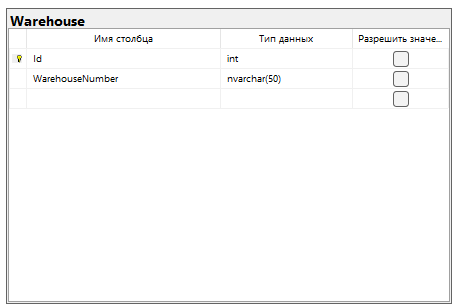 Warehouse
Имя столбца Тип данных Разрешить значе...
Id int
WarehouseNumber nvarchar(50)